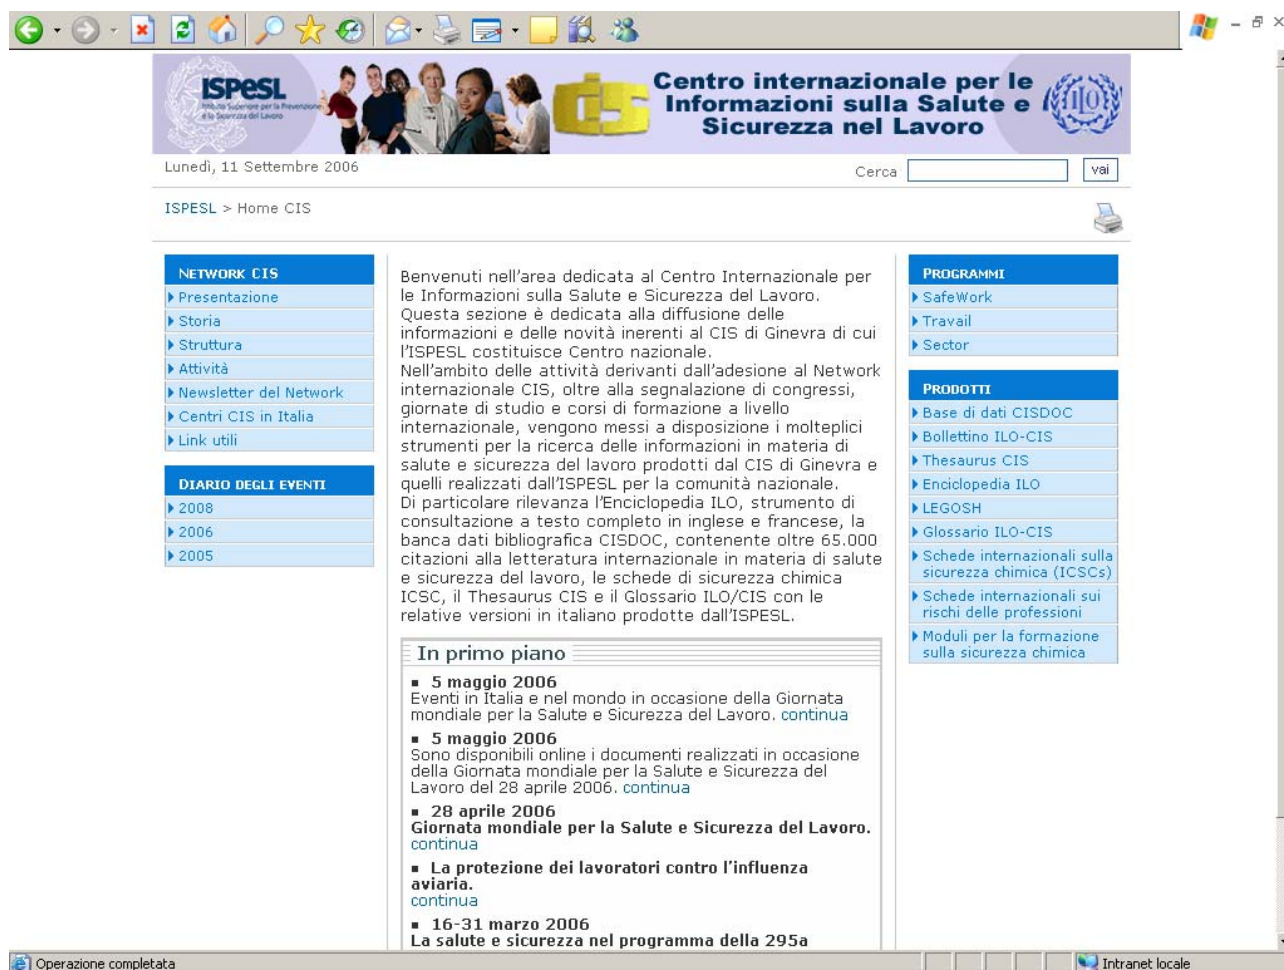 ISPeSL
Istituto Superiore per la Prevenzione
e la Sicurezza del Lavoro
CIS
Centro internazionale per le
Informazioni sulla Salute e
Sicurezza nel Lavoro
ILO
Lunedì, 11 Settembre 2006
Cerca
vai
ISPESL > Home CIS
NETWORK CIS
Presentazione
Storia
Struttura
Attività
Newsletter del Network
Centri CIS in Italia
Link utili
DIARIO DEGLI EVENTI
2008
2006
2005
Benvenuti nell'area dedicata al Centro Internazionale per
le Informazioni sulla Salute e Sicurezza del Lavoro.
Questa sezione è dedicata alla diffusione delle
informazioni e delle novità inerenti al CIS di Ginevra di cui
l'ISPESL costituisce Centro nazionale.
Nell'ambito delle attività derivanti dall'adesione al Network
internazionale CIS, oltre alla segnalazione di congressi,
giornate di studio e corsi di formazione a livello
internazionale, vengono messi a disposizione i molteplici
strumenti per la ricerca delle informazioni in materia di
salute e sicurezza del lavoro prodotti dal CIS di Ginevra e
quelli realizzati dall'ISPESL per la comunità nazionale.
Di particolare rilevanza l'Enciclopedia ILO, strumento di
consultazione a testo completo in inglese e francese, la
banca dati bibliografica CISDOC, contenente oltre 65.000
citazioni alla letteratura internazionale in materia di salute
e sicurezza del lavoro, le schede di sicurezza chimica
ICSC, il Thesaurus CIS e il Glossario ILO/CIS con le
relative versioni in italiano prodotte dall'ISPESL.
In primo piano
▪ 5 maggio 2006
Eventi in Italia e nel mondo in occasione della Giornata
mondiale per la Salute e Sicurezza del Lavoro. continua
▪ 5 maggio 2006
Sono disponibili online i documenti realizzati in occasione
della Giornata mondiale per la Salute e Sicurezza del
Lavoro del 28 aprile 2006. continua
▪ 28 aprile 2006
Giornata mondiale per la Salute e Sicurezza del Lavoro.
continua
▪ La protezione dei lavoratori contro l'influenza
aviaria.
continua
▪ 16-31 marzo 2006
La salute e sicurezza nel programma della 295a
PROGRAMMI
SafeWork
Travail
Sector
PRODOTTI
Base di dati CISDOC
Bollettino ILO-CIS
Thesaurus CIS
Enciclopedia ILO
LEGOSH
Glossario ILO-CIS
Schede internazionali sulla
sicurezza chimica (ICSCs)
Schede internazionali sui
rischi delle professioni
Moduli per la formazione
sulla sicurezza chimica
Operazione completata
Intranet locale